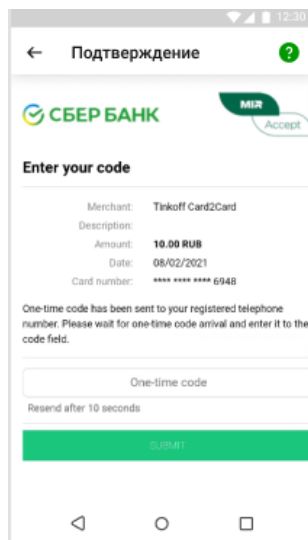 12:30
Подтверждение
?
СБЕР БАНК
MIR
Accept
Enter your code
Merchant: Tinkoff Card2Card
Description:
Amount: 10.00 RUB
Date: 08/02/2021
Card number: **** **** **** 6948
One-time code has been sent to your registered telephone
number. Please wait for one-time code arrival and enter it to the
code field.
One-time code
Resend after 10 seconds
SUBMIT